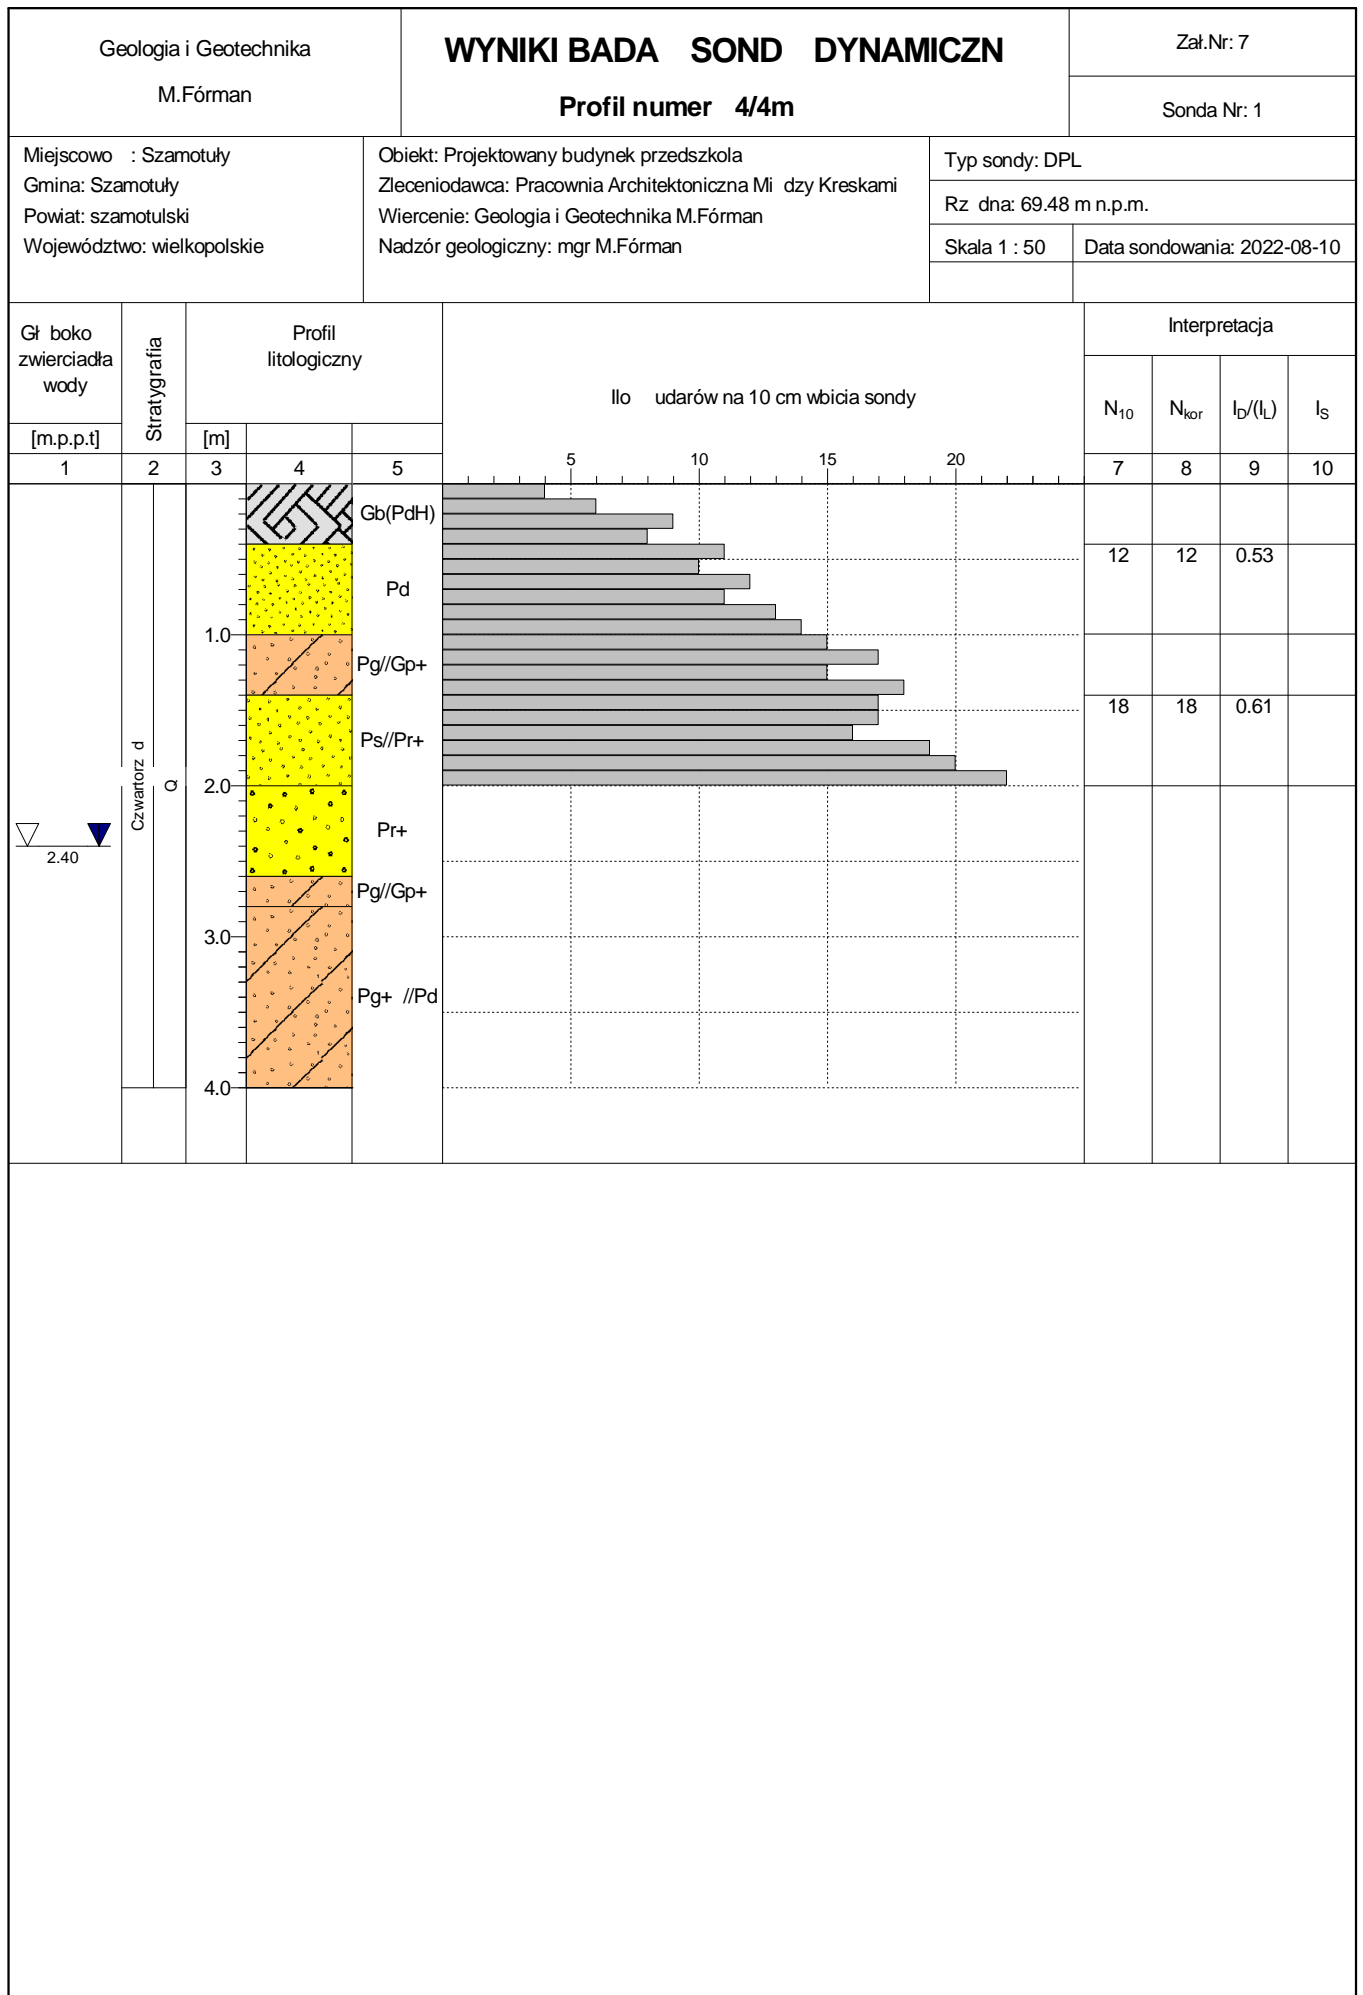 Geologia i Geotechnika
M.Fórman
WYNIKI BADA SOND DYNAMICZN
Profil numer 4/4m
Zał.Nr: 7
Sonda Nr: 1
Miejscowo : Szamotuły
Gmina: Szamotuły
Powiat: szamotulski
Województwo: wielkopolskie
Obiekt: Projektowany budynek przedszkola
Zleceniodawca: Pracownia Architektoniczna Mi dzy Kreskami
Wiercenie: Geologia i Geotechnika M.Fórman
Nadzór geologiczny: mgr M.Fórman
Typ sondy: DPL
Rz dna: 69.48 m n.p.m.
Skala 1 : 50
Data sondowania: 2022-08-10
Gł boko
zwierciadła
wody
[m.p.p.t]
Stratygrafia
Profil
litologiczny
[m]
Ilo udarów na 10 cm wbicia sondy
Interpretacja
N10
Nkor
ID/(IL)
IS
1
2
3
4
5
5
10
15
20
7
8
9
10
Gb(PdH)
12
12
0.53
Pd
1.0
Pg//Gp+
18
18
0.61
Ps//Pr+
Czwartorz d
Q
2.0
Pr+
2.40
Pg//Gp+
3.0
Pg+ //Pd
4.0